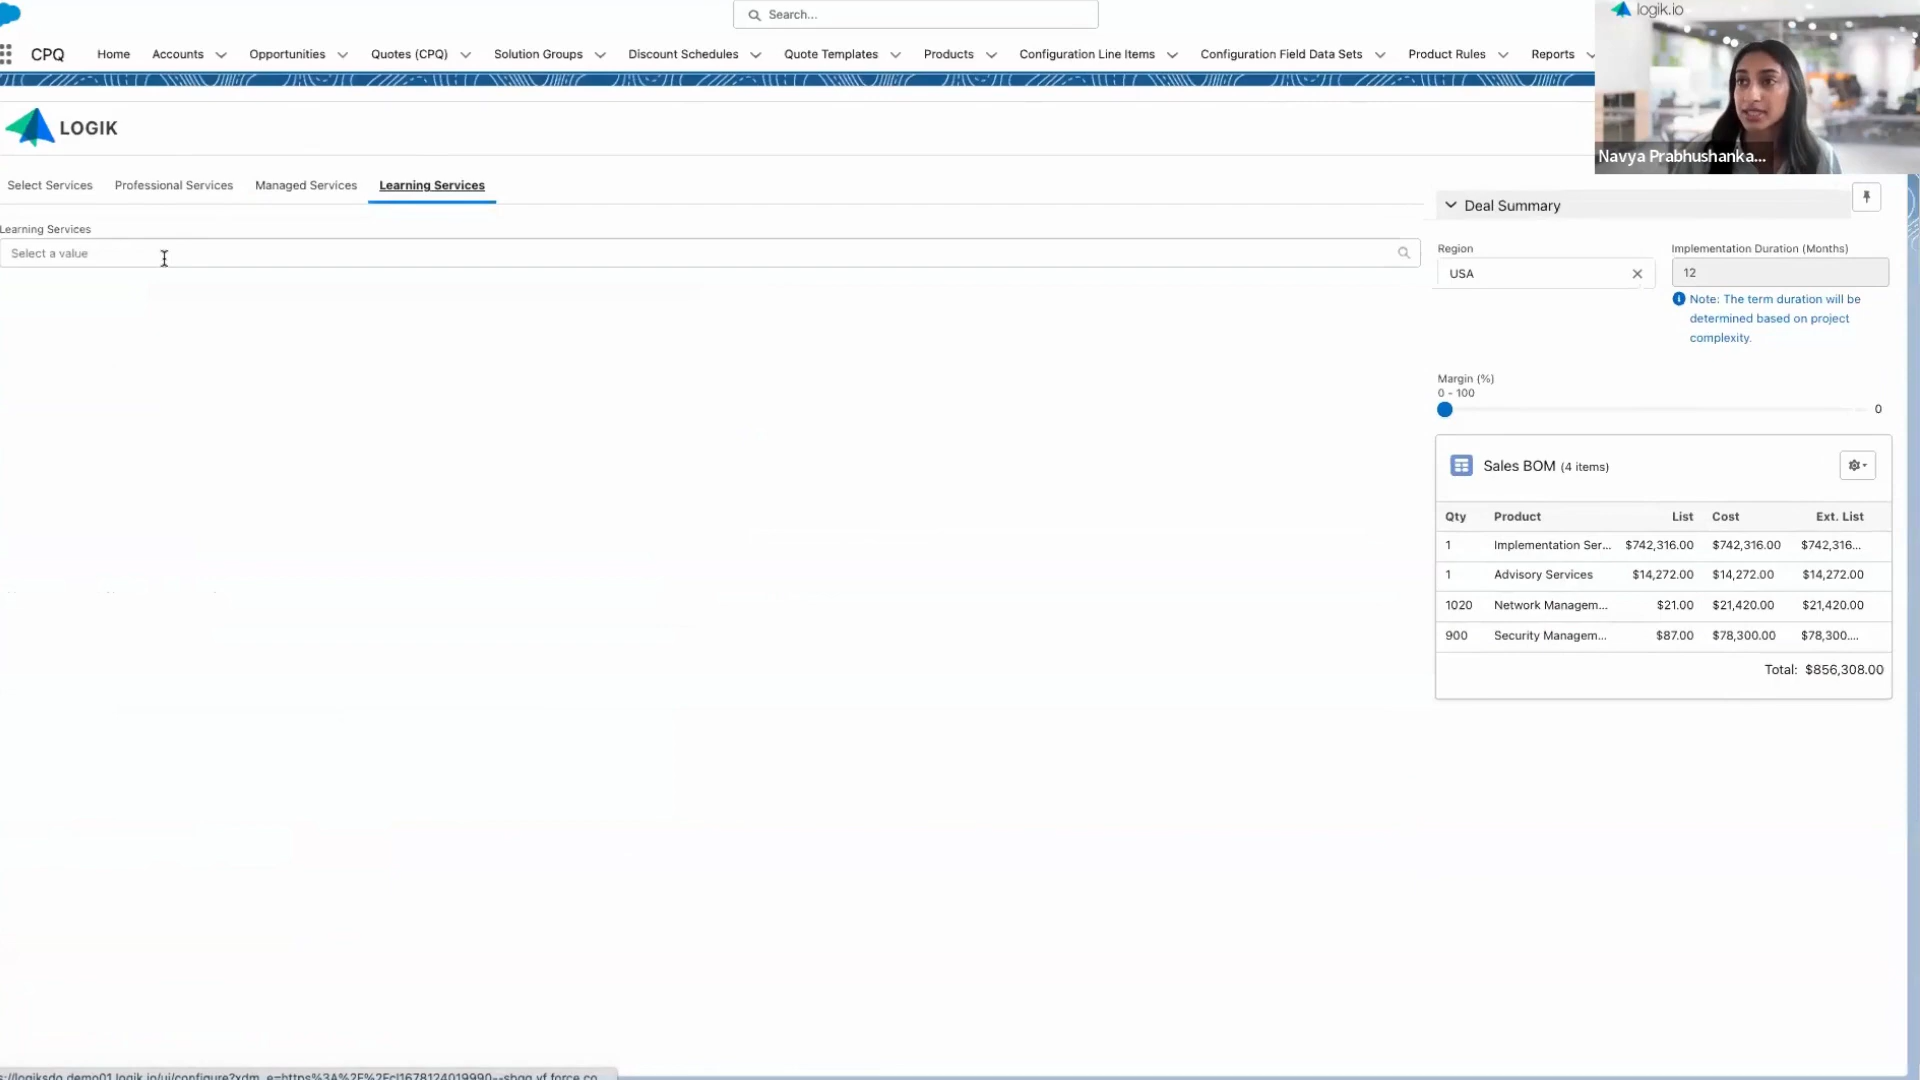 Search...
logik.io
CPQ Home Accounts Opportunities Quotes (CPQ) Solution Groups Discount Schedules Quote Templates Products Configuration Line Items Configuration Field Data Sets Product Rules Reports
LOGIK
Navya Prabhushanka...
Select Services Professional Services Managed Services Learning Services
Learning Services
Select a value
Deal Summary
Region
USA
Implementation Duration (Months)
12
Note: The term duration will be
determined based on project
complexity.
Margin (%)
0 - 100
0
Sales BOM (4 items)
Qty Product List Cost Ext. List
1 Implementation Ser... $742,316.00 $742,316.00 $742,316...
1 Advisory Services $14,272.00 $14,272.00 $14,272.00
1020 Network Managem... $21.00 $21,420.00 $21,420.00
900 Security Managem... $87.00 $78,300.00 $78,300....
Total: $856,308.00